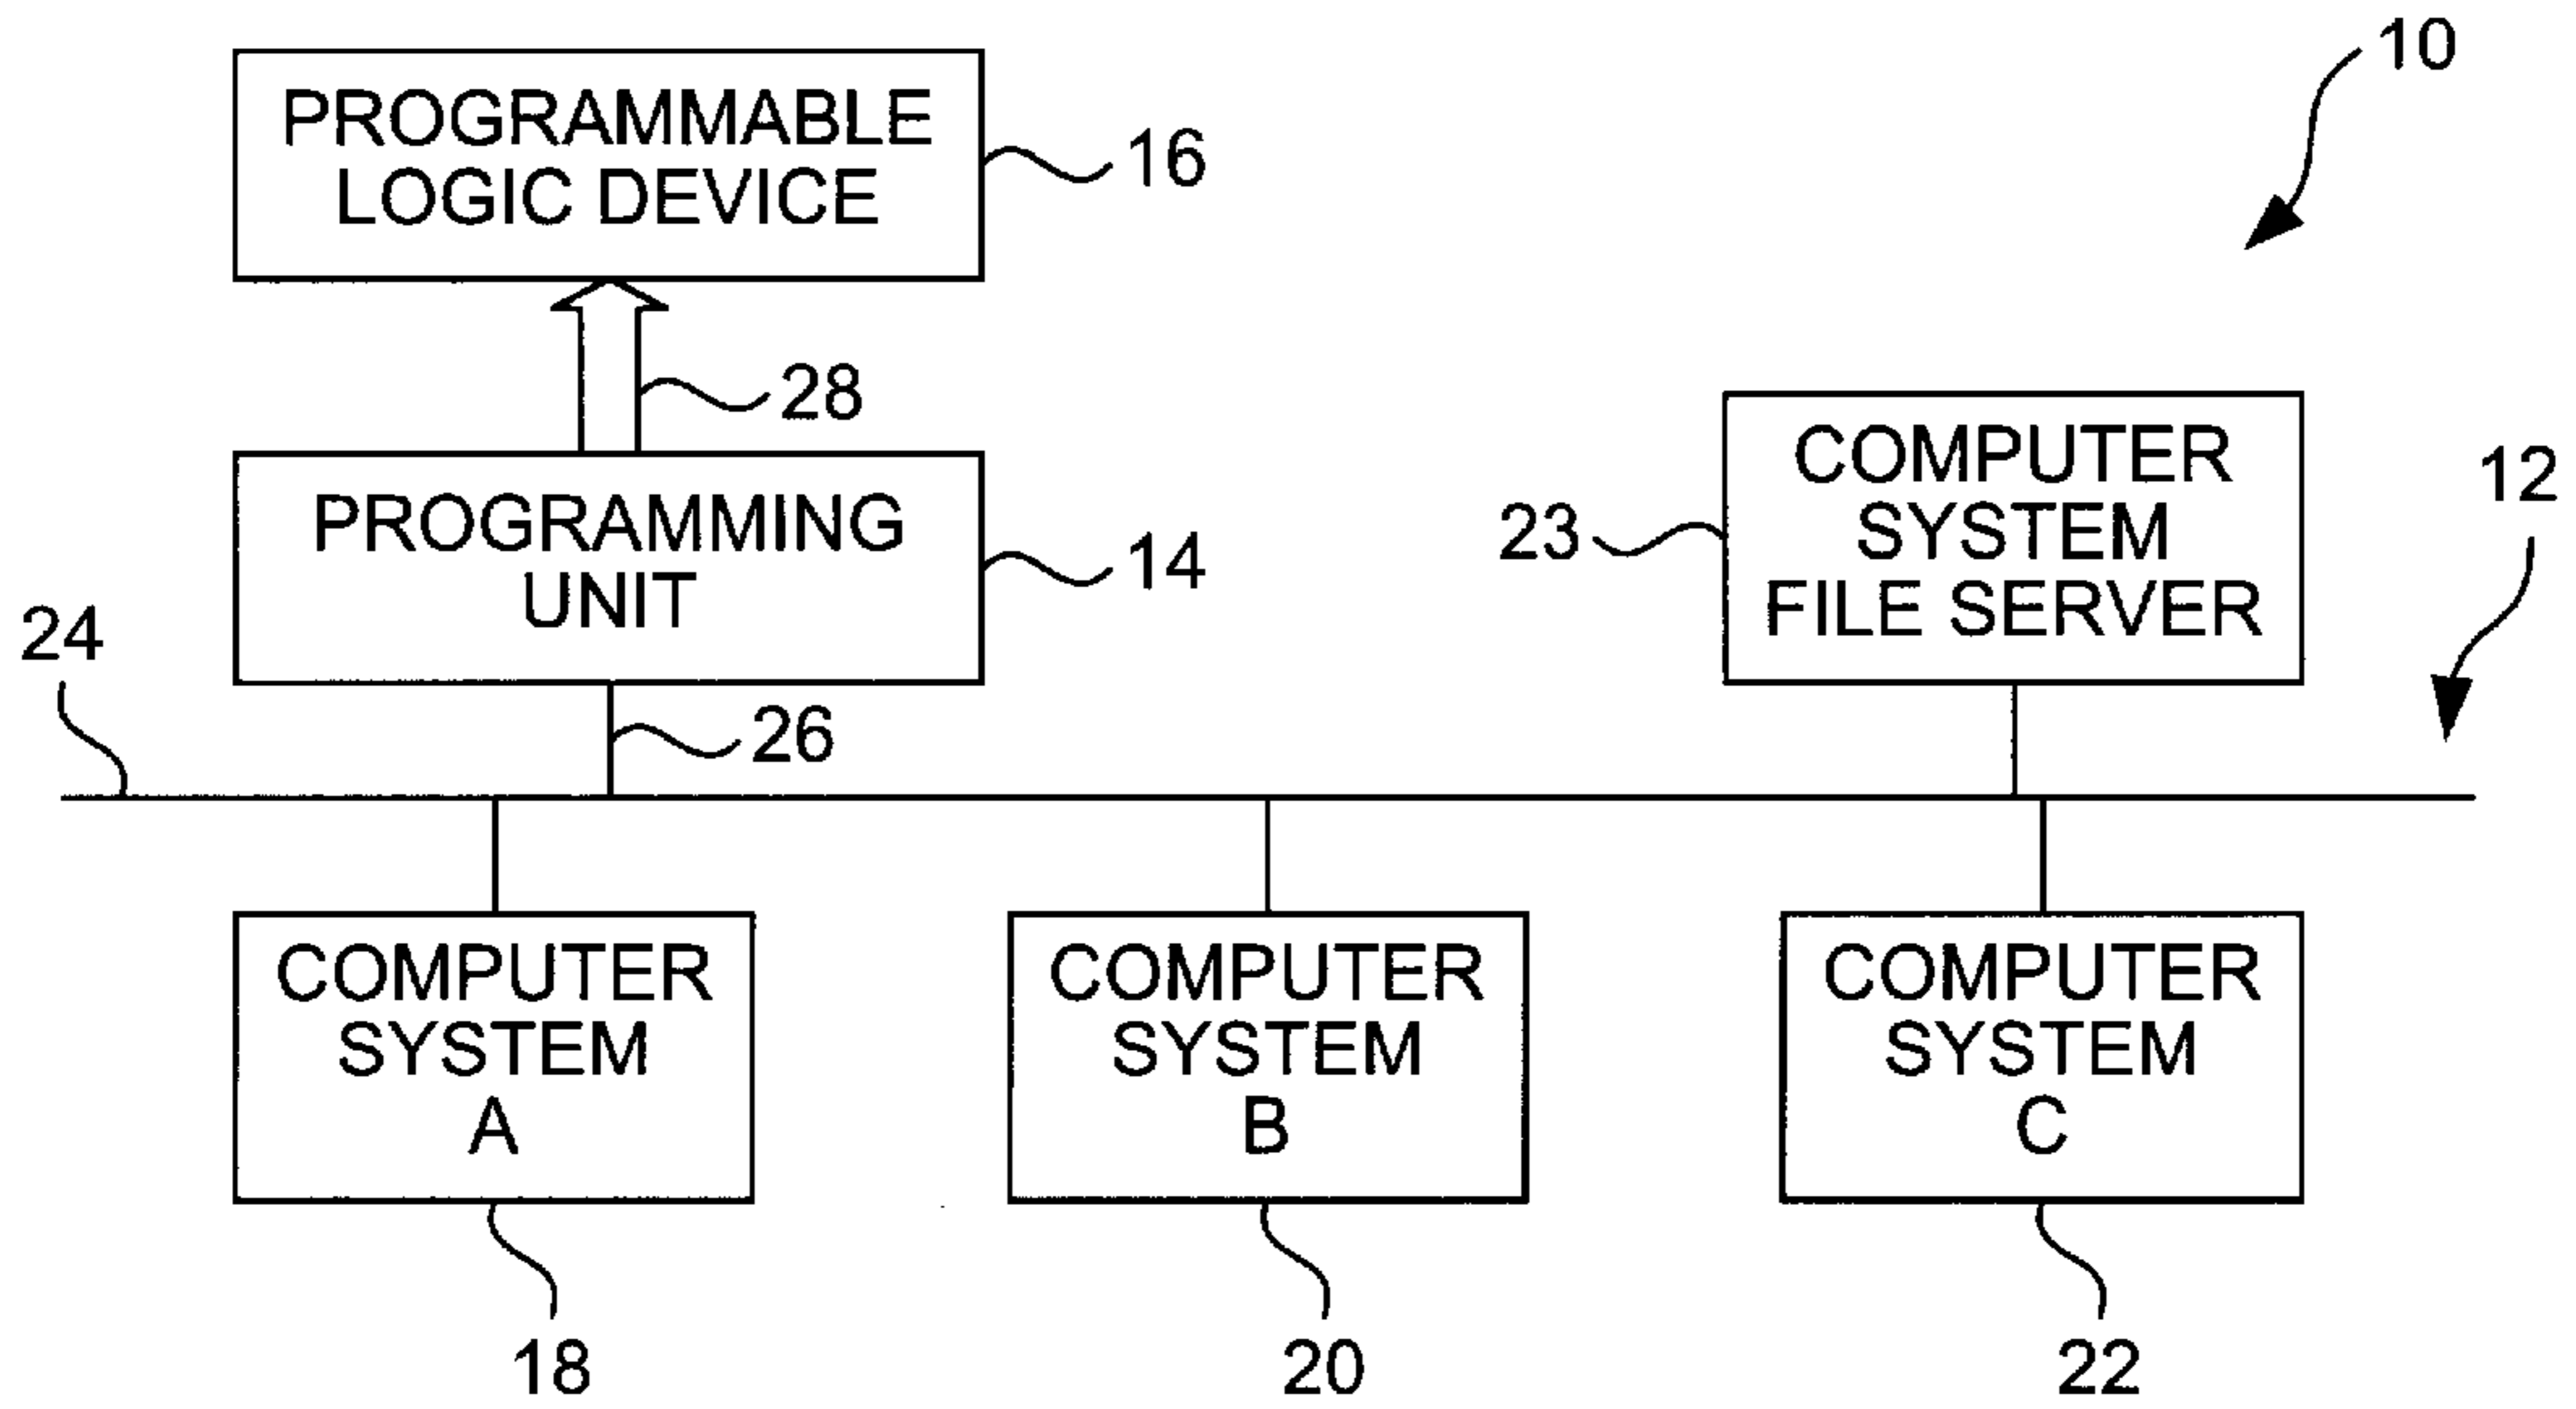 10
PROGRAMMABLE
LOGIC DEVICE
16
28
PROGRAMMING
UNIT
14
COMPUTER
SYSTEM
FILE SERVER
23
12
24
26
COMPUTER
SYSTEM
A
COMPUTER
SYSTEM
B
COMPUTER
SYSTEM
C
18
20
22